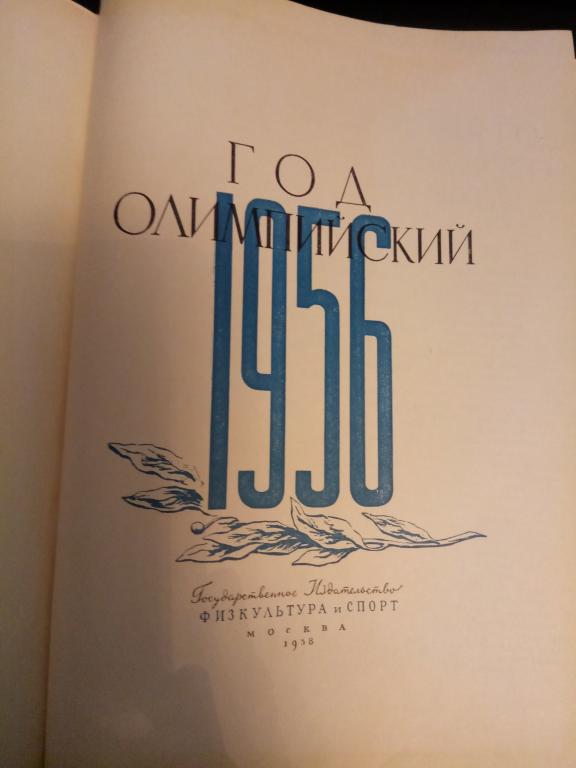 ГОД
ОЛИМПИЙСКИЙ
1956
Государственное Издательство
ФИЗКУЛЬТУРА и СПОРТ
МОСКВА
1958